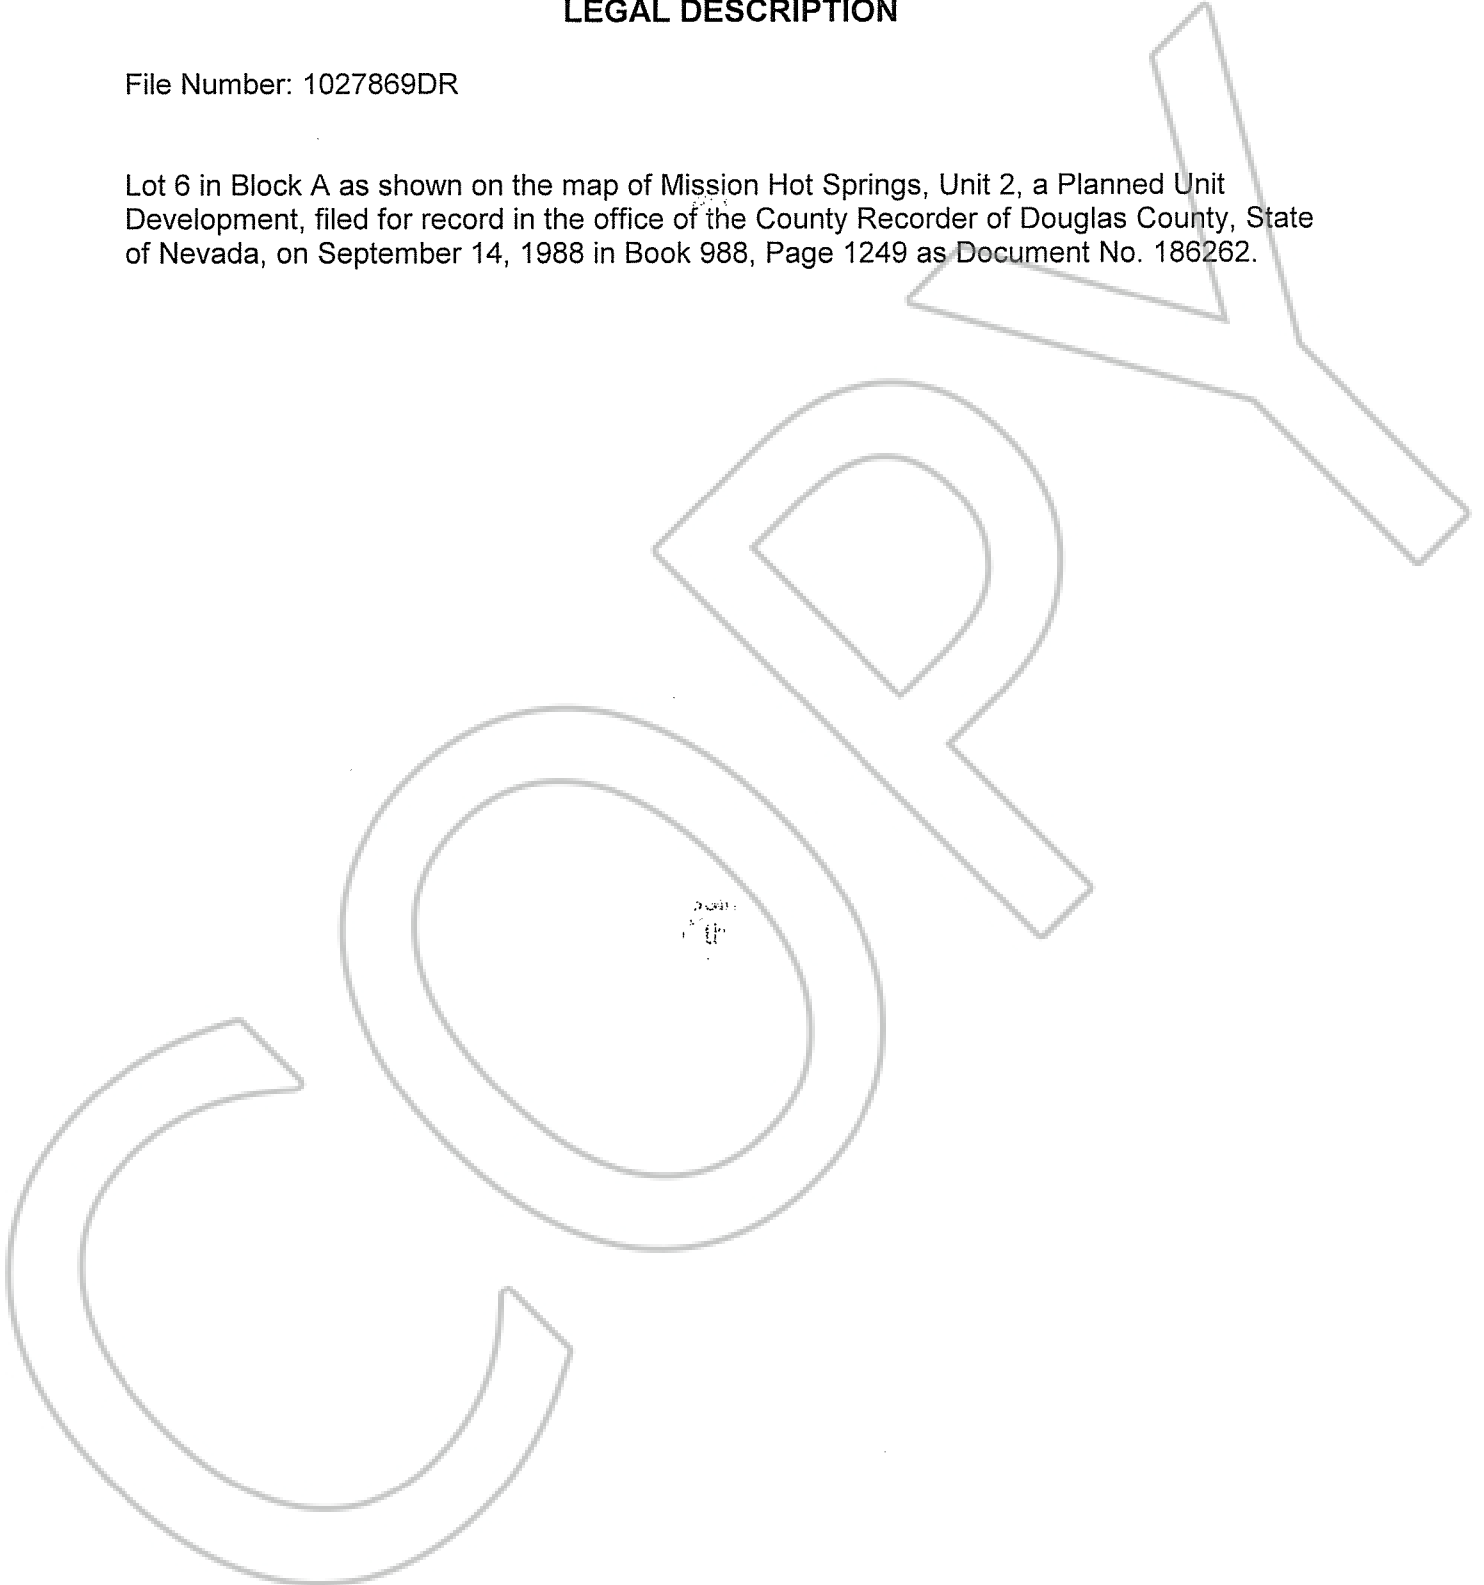 LEGAL DESCRIPTION
File Number: 1027869DR
Lot 6 in Block A as shown on the map of Mission Hot Springs, Unit 2, a Planned Unit
Development, filed for record in the office of the County Recorder of Douglas County, State
of Nevada, on September 14, 1988 in Book 988, Page 1249 as Document No. 186262.
COPY